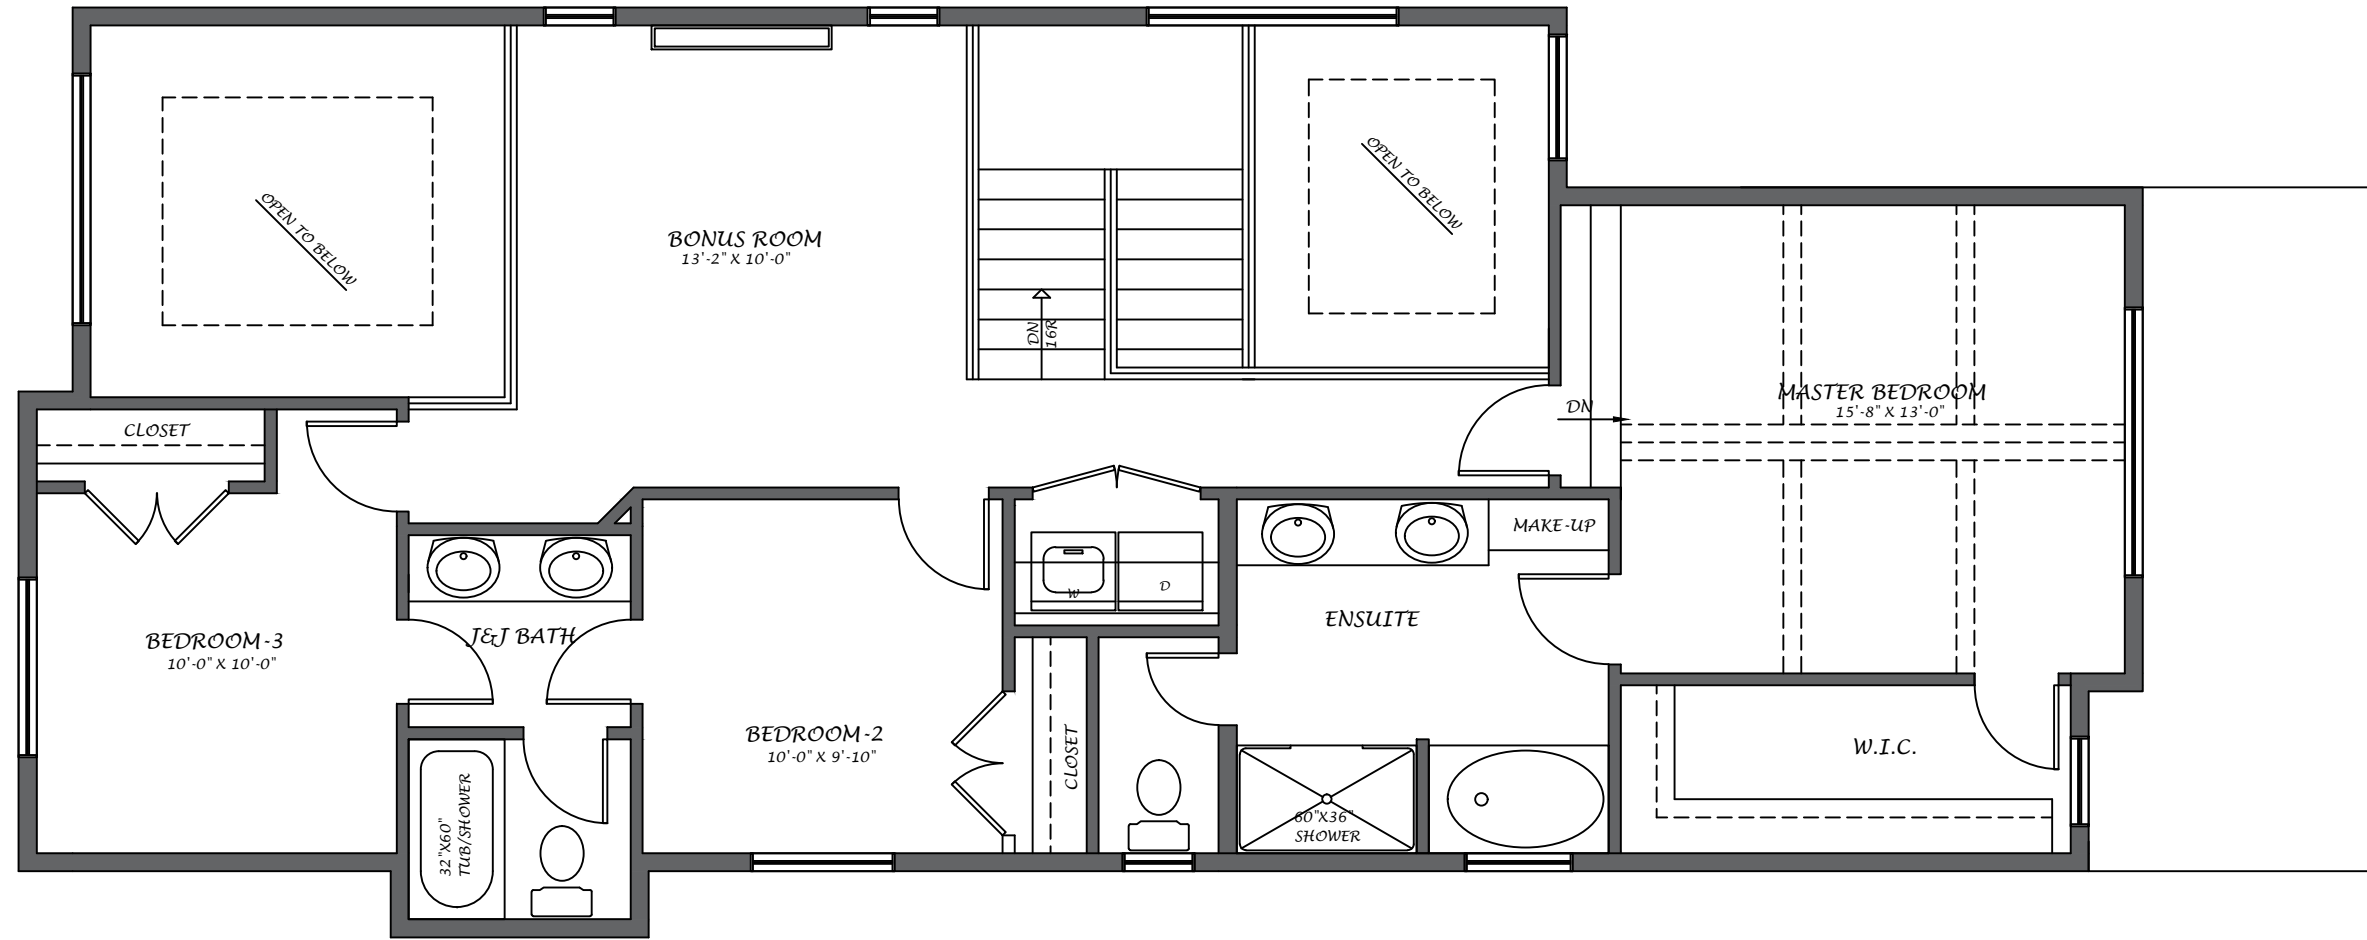 OPEN TO BELOW
OPEN TO BELOW
BONUS ROOM
13'-2" X 10'-0"
DN
16R
MASTER BEDROOM
15'-8" X 13'-0"
DN
CLOSET
MAKE-UP
W
D
ENSUITE
J&J BATH
BEDROOM-3
10'-0" X 10'-0"
BEDROOM-2
10'-0" X 9'-10"
CLOSET
W.I.C.
32"X60"
TUB/SHOWER
60"X36"
SHOWER